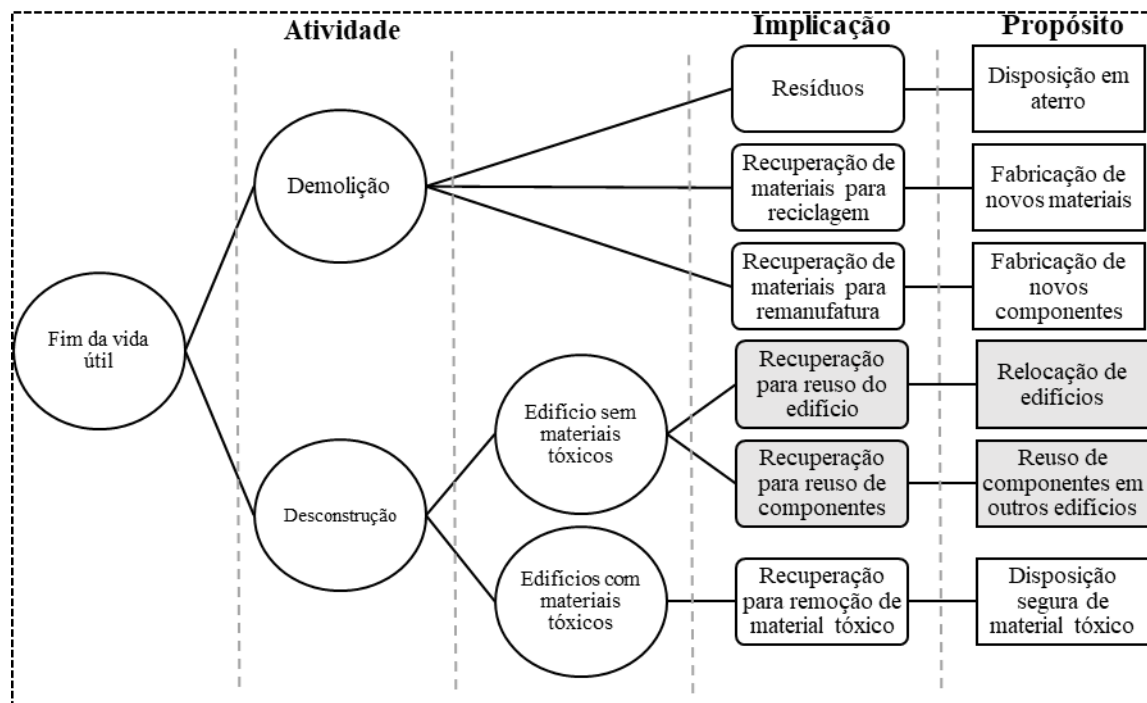 Atividade
Implicação
Propósito
Resíduos
Disposição em
aterro
Demolição
Recuperação de
materiais para
reciclagem
Fabricação de
novos materiais
Recuperação de
materiais para
remanufatura
Fabricação de
novos
componentes
Fim da vida
útil
Edifício sem
materiais
tóxicos
Recuperação
para reuso do
edifício
Relocação de
edifícios
Recuperação
para reuso de
componentes
Reuso de
componentes em
outros edifícios
Desconstrução
Edifícios com
materiais
tóxicos
Recuperação
para remoção de
material tóxico
Disposição
segura de
material tóxico